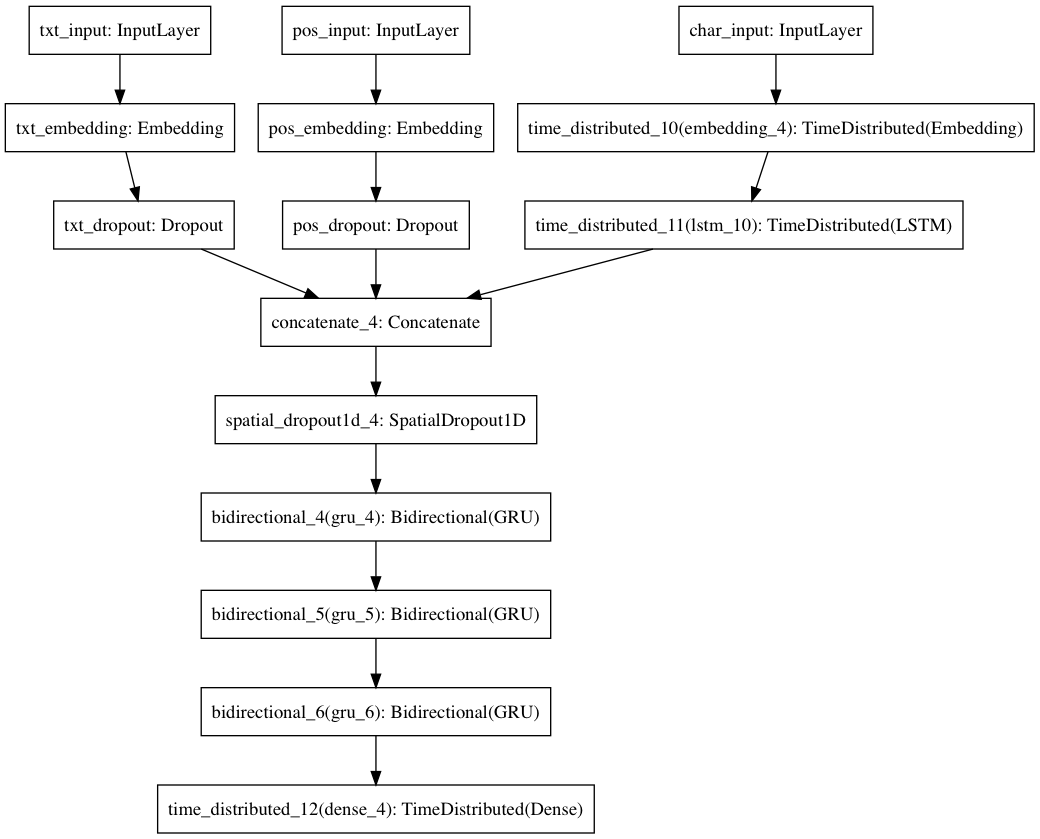 txt_input: InputLayer
pos_input: InputLayer
char_input: InputLayer
txt_embedding: Embedding
pos_embedding: Embedding
time_distributed_10(embedding_4): TimeDistributed(Embedding)
txt_dropout: Dropout
pos_dropout: Dropout
time_distributed_11(lstm_10): TimeDistributed(LSTM)
concatenate_4: Concatenate
spatial_dropout1d_4: SpatialDropout1D
bidirectional_4(gru_4): Bidirectional(GRU)
bidirectional_5(gru_5): Bidirectional(GRU)
bidirectional_6(gru_6): Bidirectional(GRU)
time_distributed_12(dense_4): TimeDistributed(Dense)